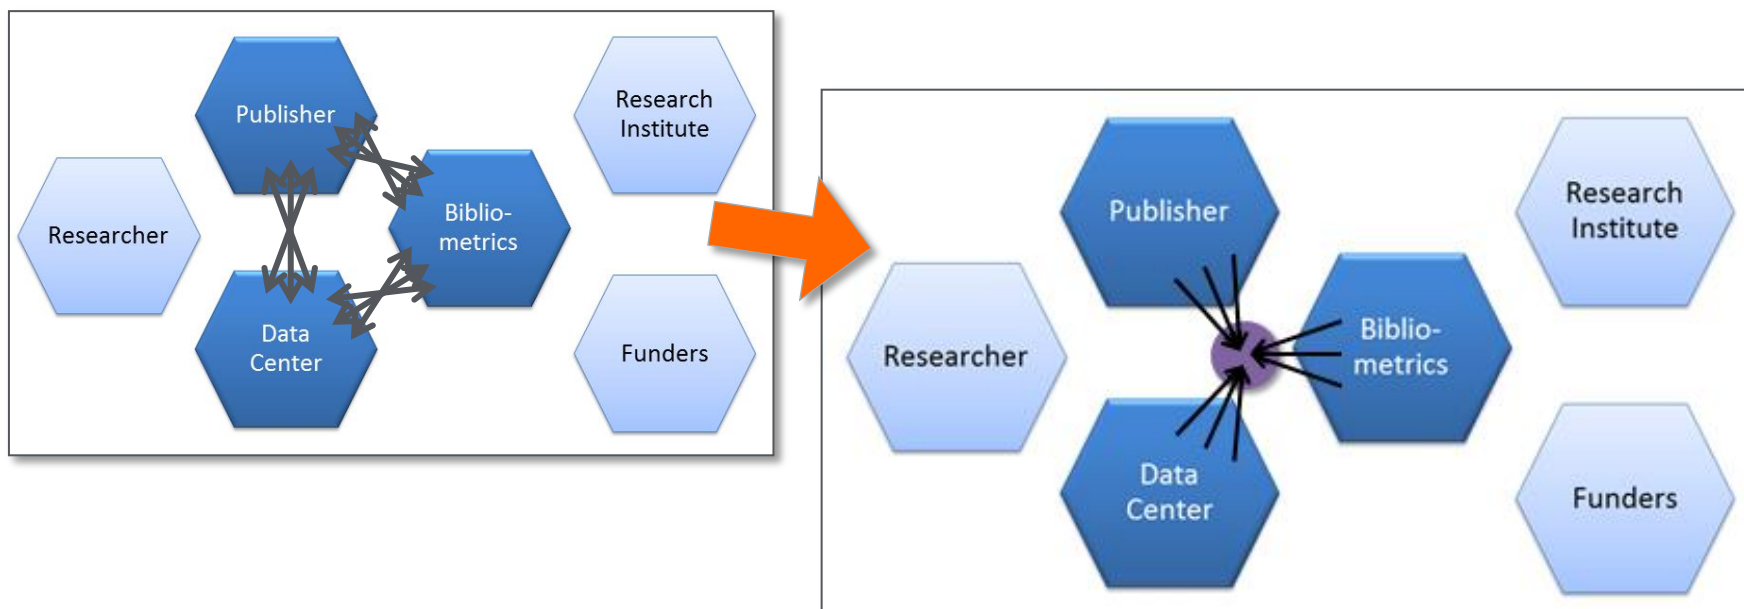 Publisher
Research
Institute
Researcher
Biblio-
metrics
Data
Center
Funders
Publisher
Research
Institute
Researcher
Biblio-
metrics
Data
Center
Funders